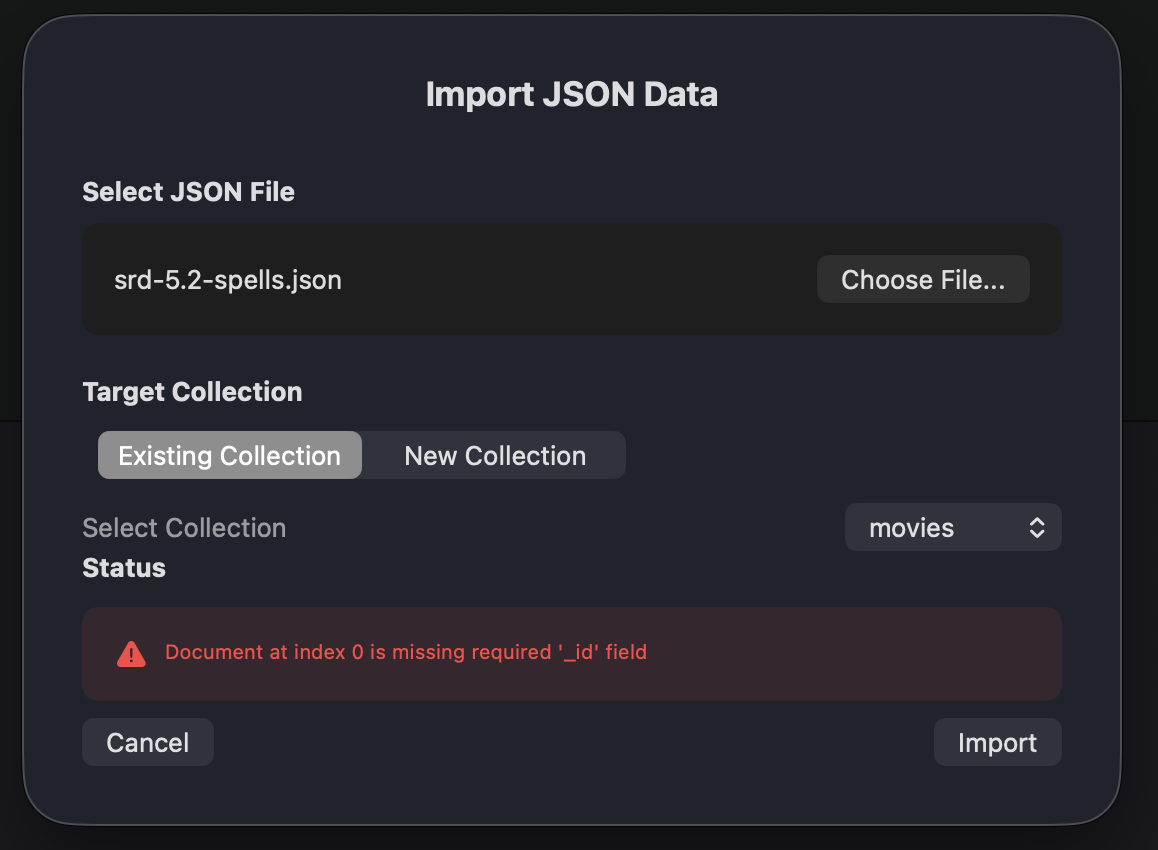 Import JSON Data
Select JSON File
srd-5.2-spells.json
Choose File...
Target Collection
Existing Collection
New Collection
Select Collection
movies
Status
Document at index 0 is missing required '_id' field
Cancel
Import